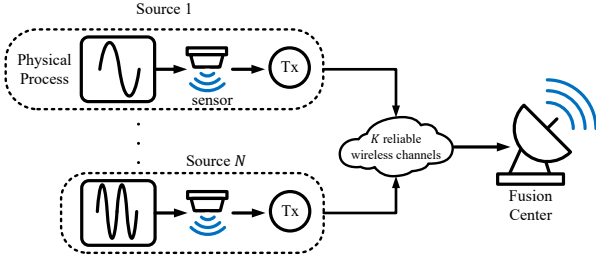 Source 1
Physical
Process
Tx
sensor
K reliable
wireless channels
Fusion
Center
Source N
Tx